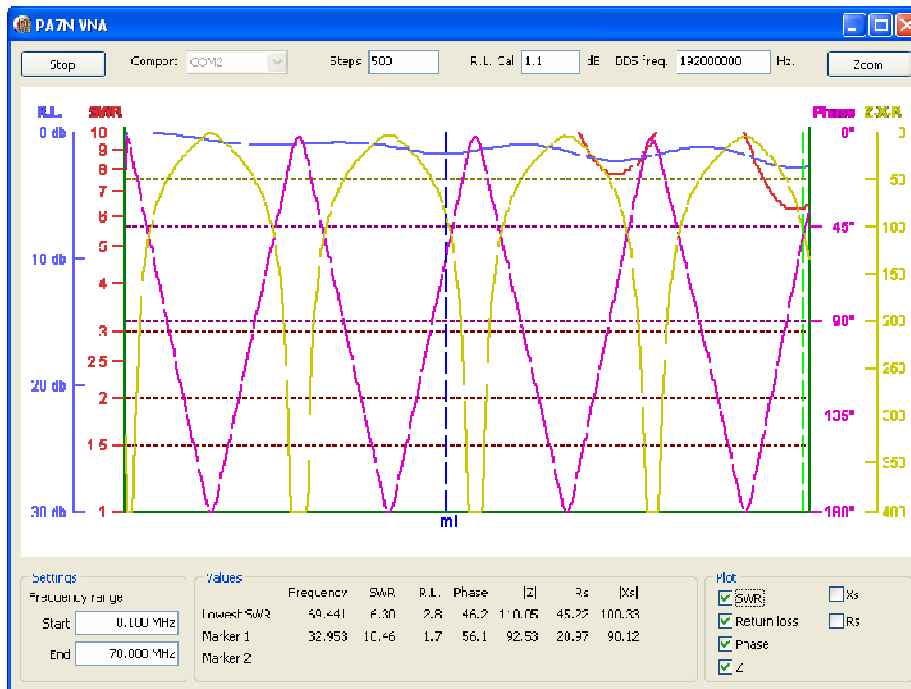 PA7N VNA
Stop
Comport COM2
Steps 500
R.L. Cal 1.1 dB
DDS freq. 192000000 Hz.
Zoom
R.L. SWR Phase Z.X.R
0 db 10 0°
9
8 50
7
6 100
45°
5
10 db 150
4
90° 200
3
2.5 250
20 db 2
135° 300
1.5 350
30 db 1 180° 400
m1
Settings
Frequency range
Start 0.100 MHz
End 70.000 MHz
Values
Frequency SWR R.L. Phase |Z| Rs |Xs|
Lowest SWR 69.441 6.30 2.8 46.2 110.05 45.22 100.33
Marker 1 32.953 10.46 1.7 56.1 92.53 20.97 90.12
Marker 2
Plot
SWR Xs
Return loss Rs
Phase
Z